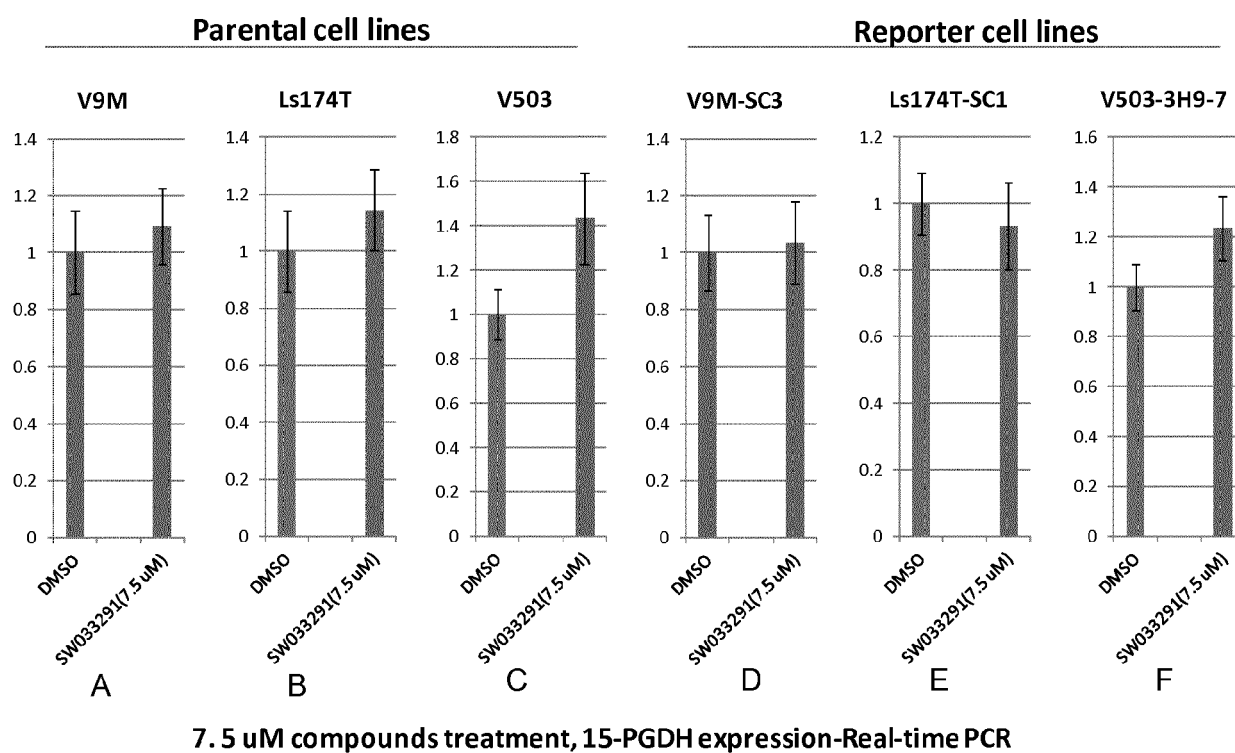 Parental cell lines
Reporter cell lines
V9M
Ls174T
V503
V9M-SC3
Ls174T-SC1
V503-3H9-7
1.4
1.2
1
0.8
0.6
0.4
0.2
0
DMSO
SW033291(7.5 uM)
A
1.4
1.2
1
0.8
0.6
0.4
0.2
0
DMSO
SW033291(7.5 uM)
B
1.8
1.6
1.4
1.2
1
0.8
0.6
0.4
0.2
0
DMSO
SW033291(7.5 uM)
C
1.4
1.2
1
0.8
0.6
0.4
0.2
0
DMSO
SW033291(7.5 uM)
D
1.2
1
0.8
0.6
0.4
0.2
0
DMSO
SW033291(7.5 uM)
E
1.6
1.4
1.2
1
0.8
0.6
0.4
0.2
0
DMSO
SW033291(7.5 uM)
F
7. 5 uM compounds treatment, 15-PGDH expression-Real-time PCR